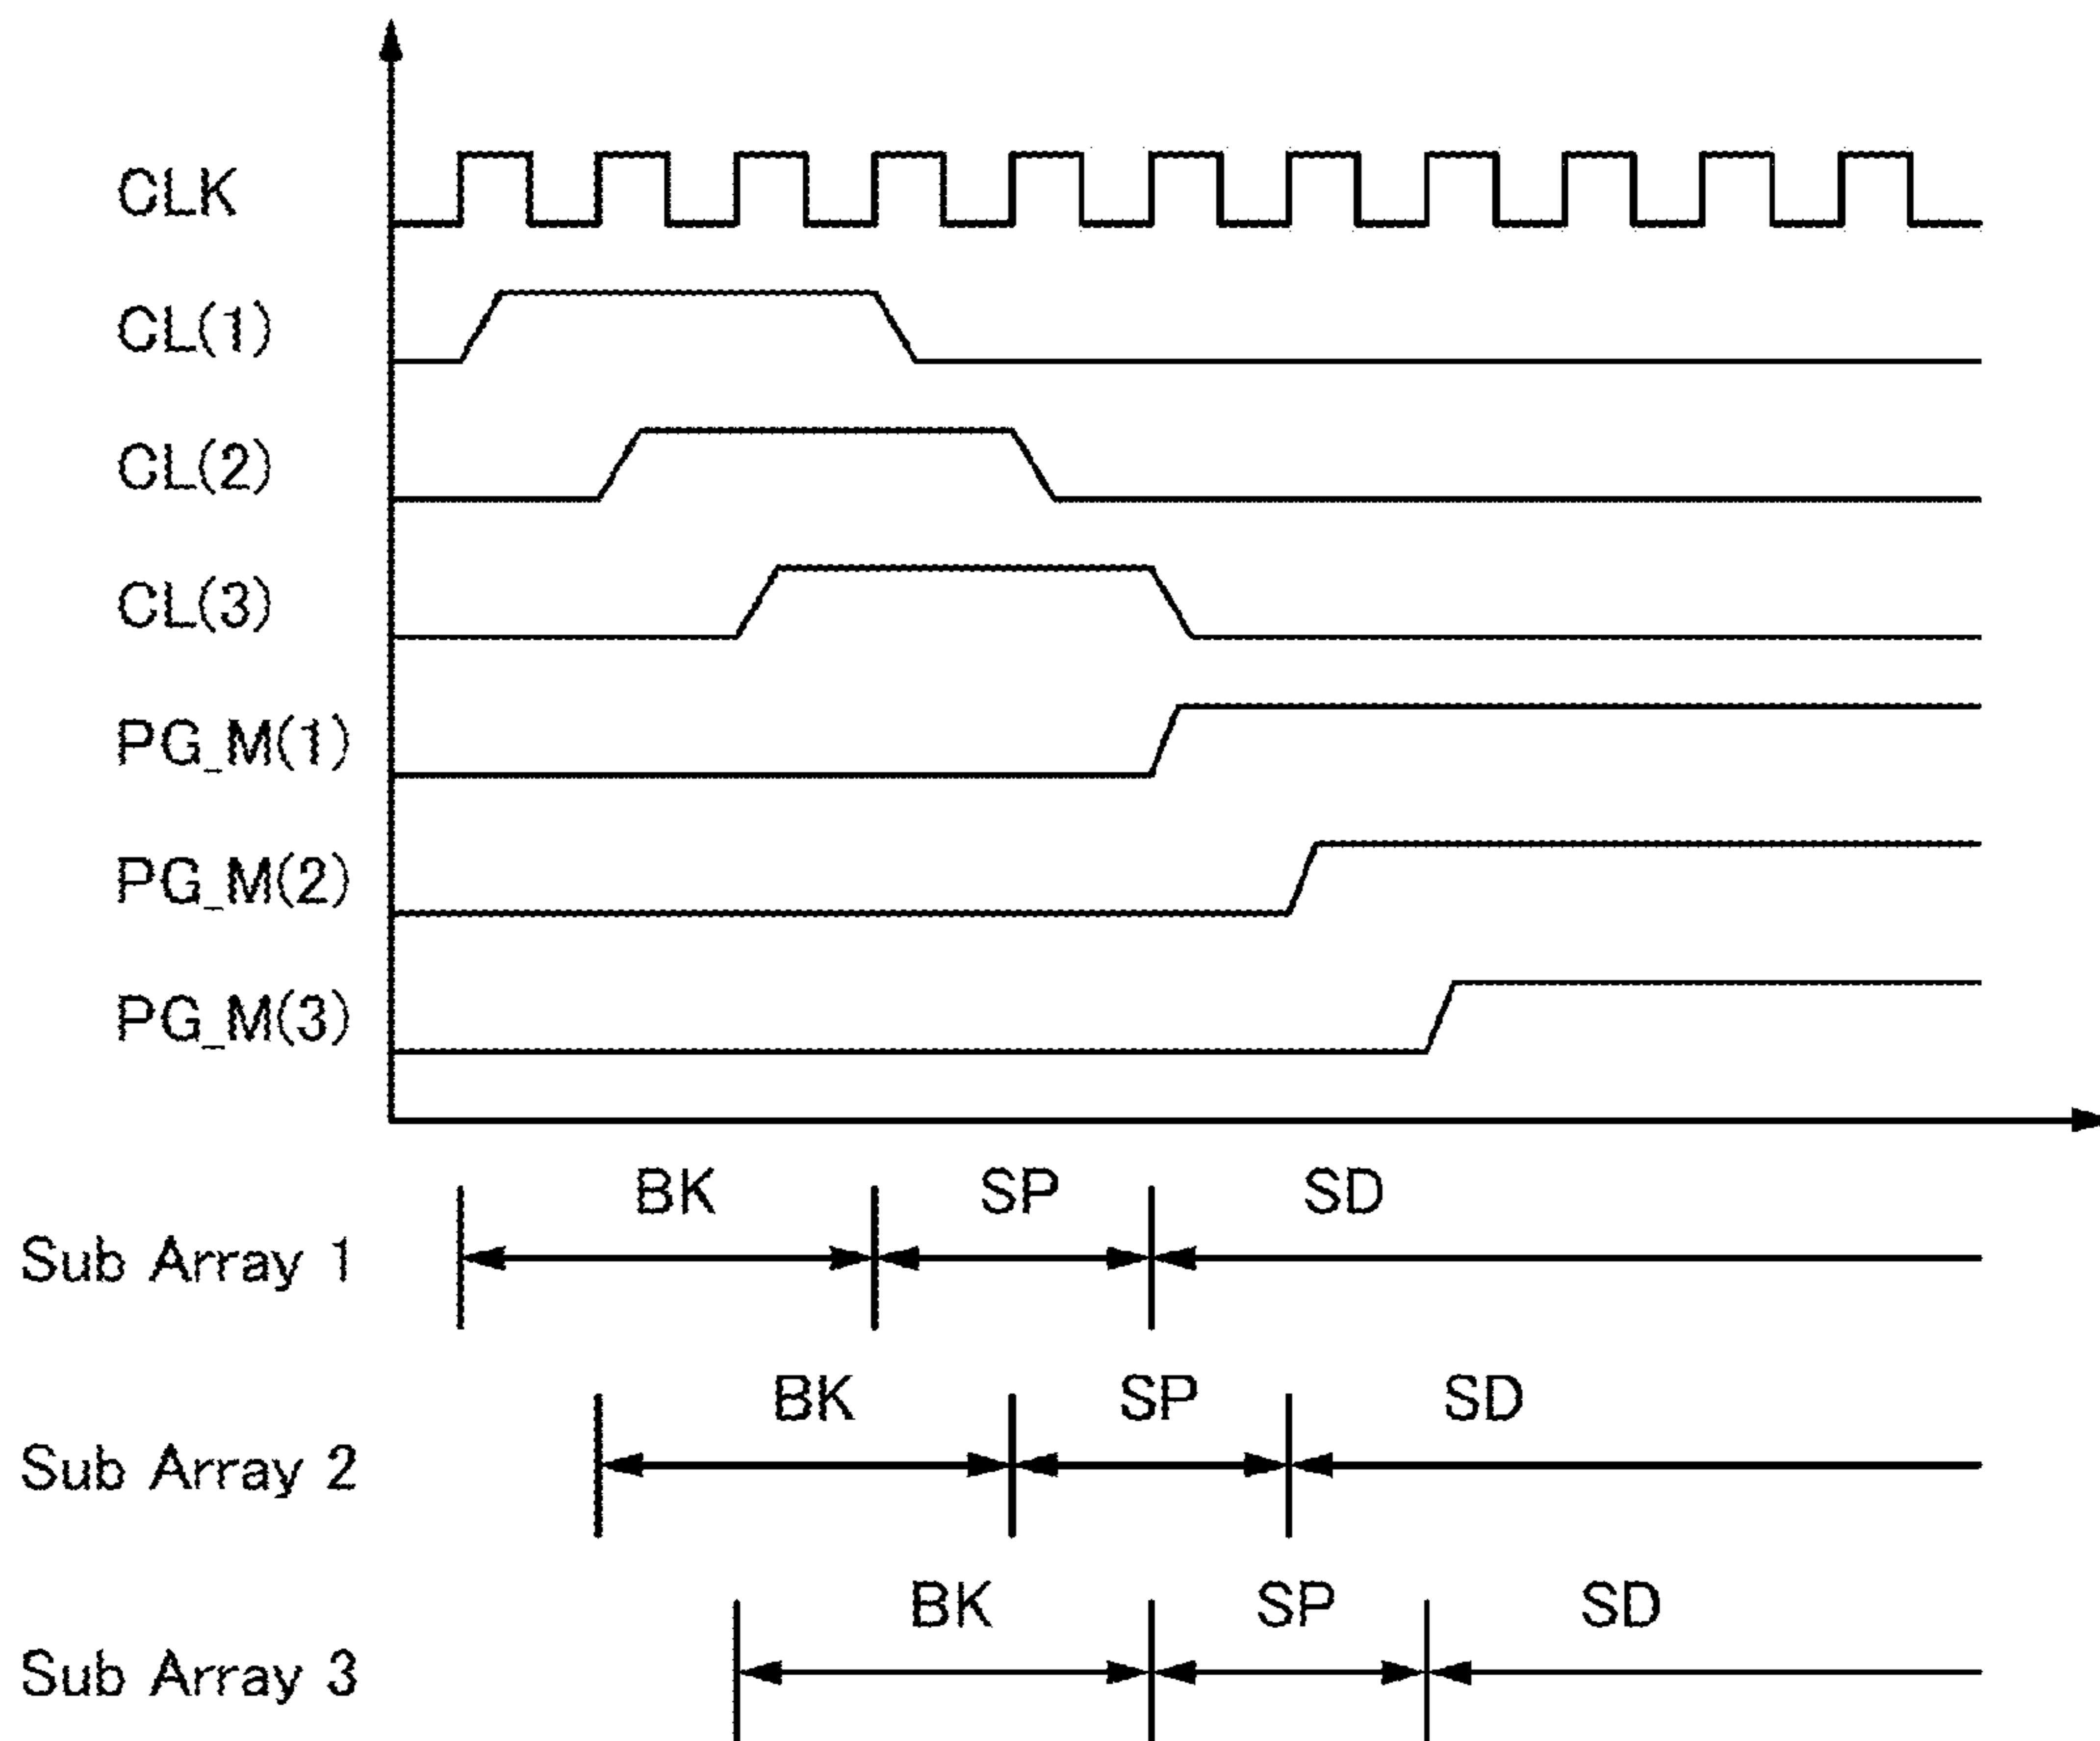 CLK
CL(1)
CL(2)
CL(3)
PG_M(1)
PG_M(2)
PG_M(3)
BK SP SD
Sub Array 1
BK SP SD
Sub Array 2
BK SP SD
Sub Array 3